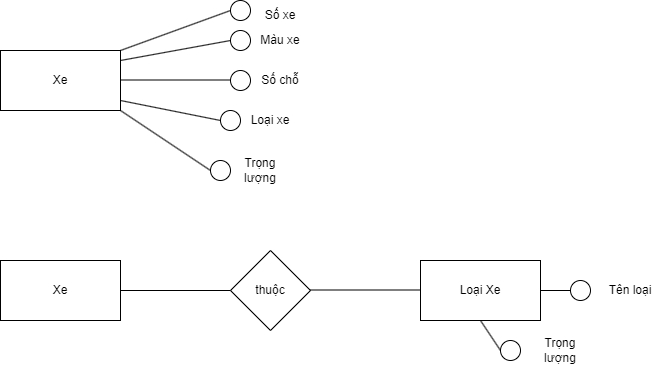 Số xe
Màu xe
Xe
Số chỗ
Loại xe
Trọng
lượng
Xe
thuộc
Loại Xe
Tên loại
Trọng
lượng